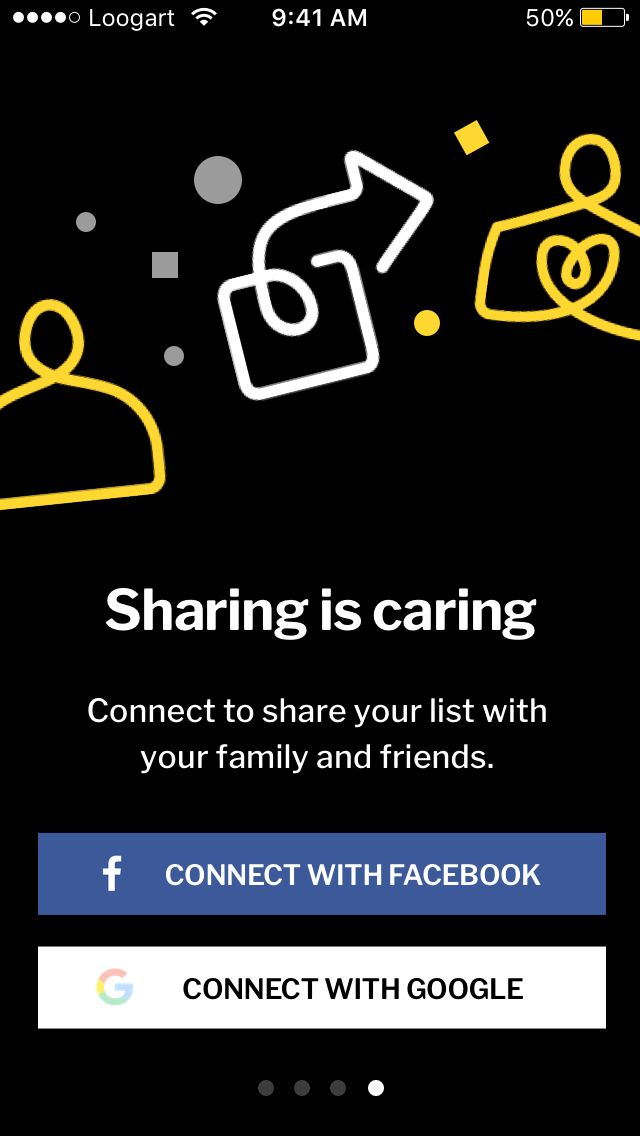 Loogart 9:41 AM 50%
Sharing is caring
Connect to share your list with
your family and friends.
CONNECT WITH FACEBOOK
CONNECT WITH GOOGLE